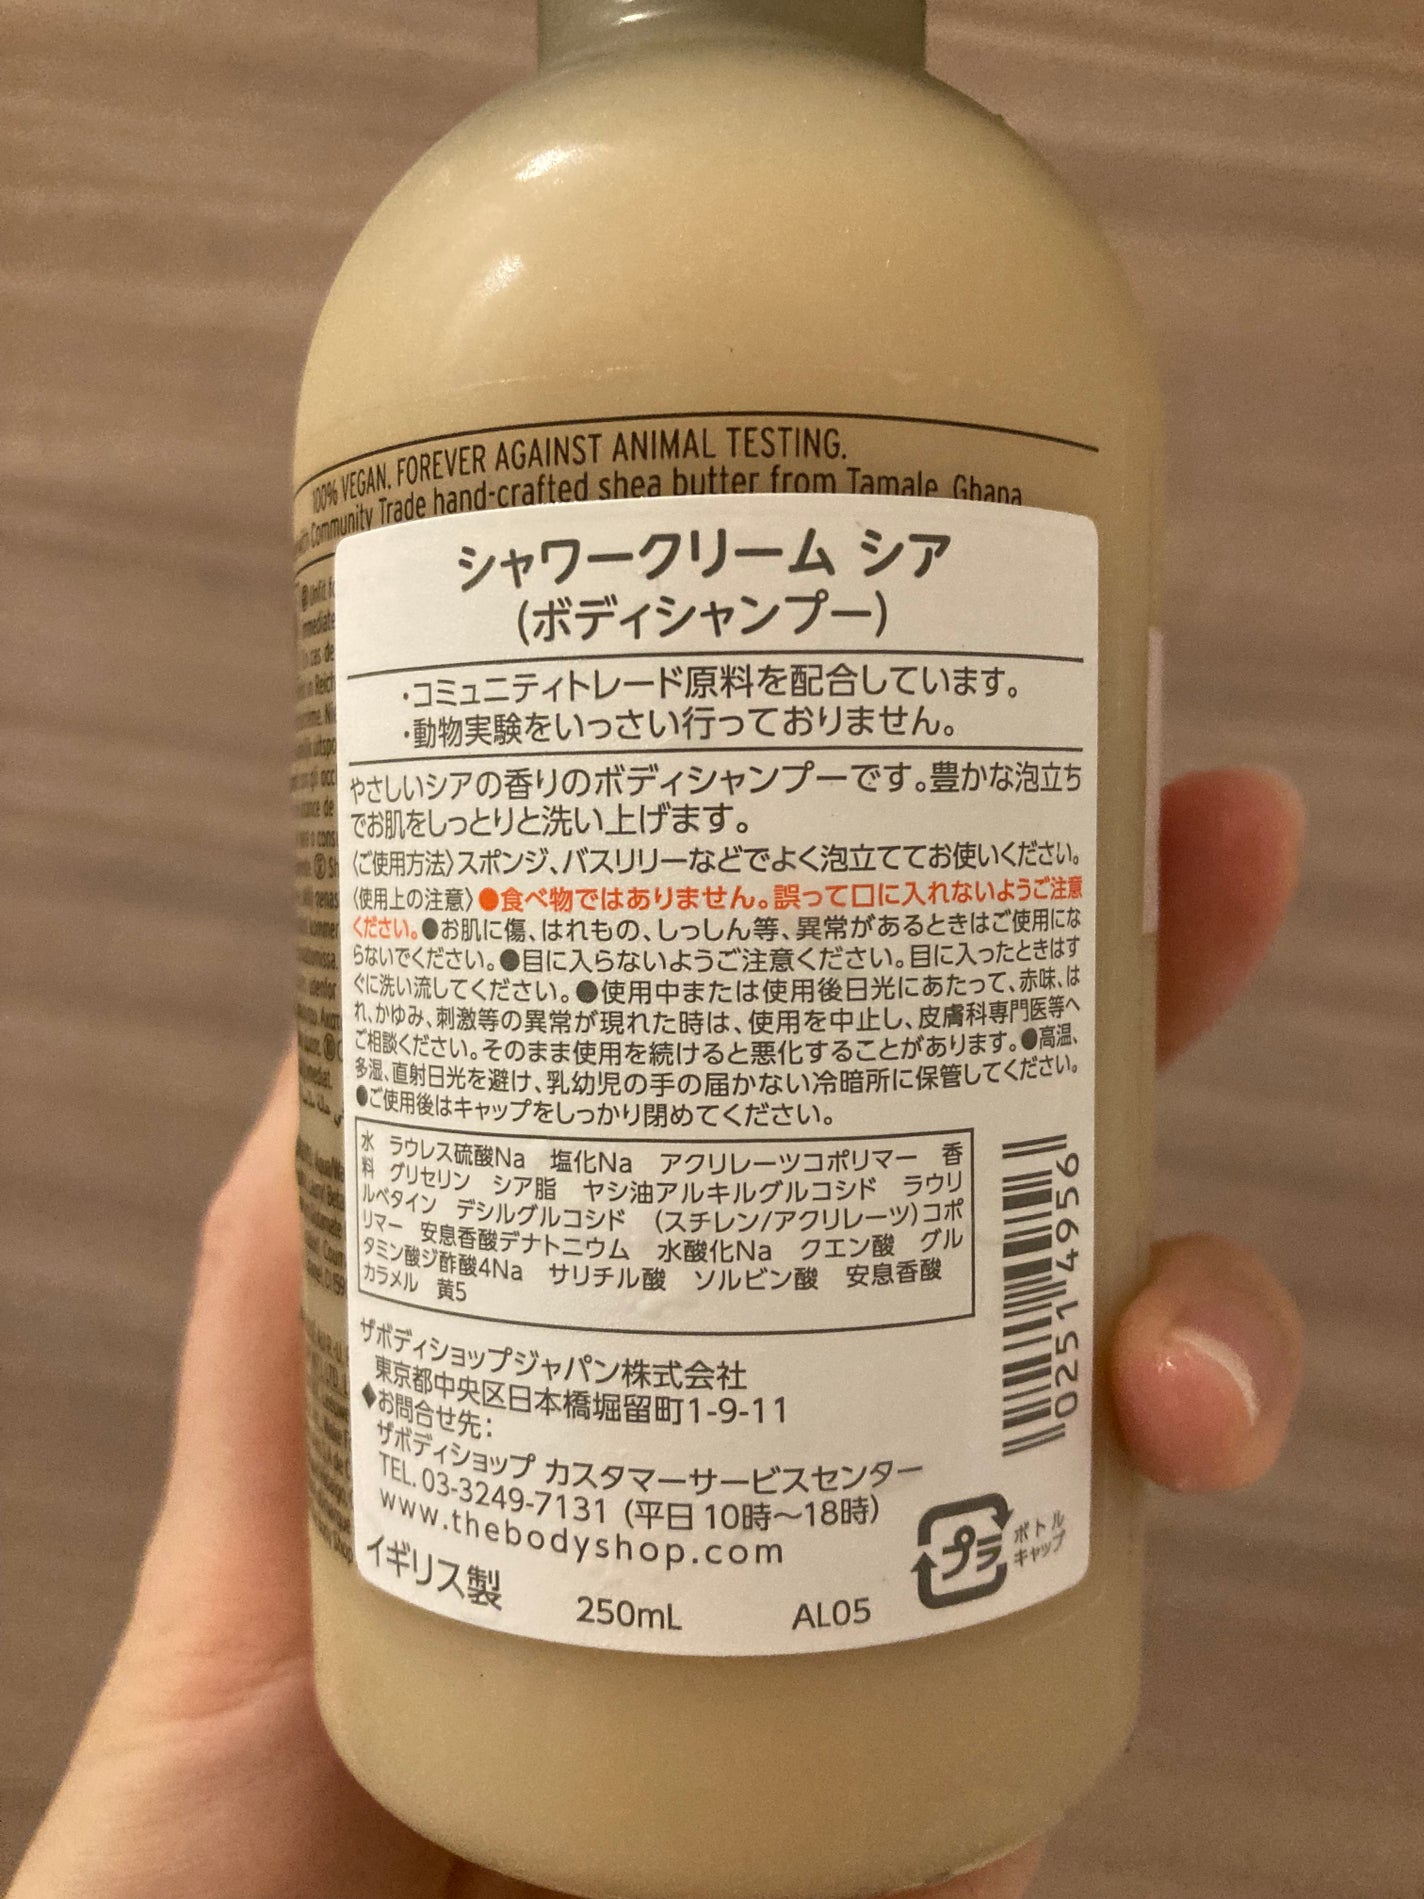 100% VEGAN. FOREVER AGAINST ANIMAL TESTING.
with Community Trade hand-crafted shea butter from Tamale, Ghana
シャワークリーム シア
(ボディシャンプー)
・コミュニティトレード原料を配合しています。
・動物実験をいっさい行っておりません。
やさしいシアの香りのボディシャンプーです。豊かな泡立ち
でお肌をしっとりと洗い上げます。
〈ご使用方法〉スポンジ、バスリリーなどでよく泡立ててお使いください。
〈使用上の注意〉●食べ物ではありません。誤って口に入れないようご注意
ください。●お肌に傷、はれもの、しっしん等、異常があるときはご使用にな
らないでください。●目に入らないようご注意ください。目に入ったときはす
ぐに洗い流してください。●使用中または使用後日光にあたって、赤味、は
れ、かゆみ、刺激等の異常が現れた時は、使用を中止し、皮膚科専門医等へ
ご相談ください。そのまま使用を続けると悪化することがあります。●高温、
多湿、直射日光を避け、乳幼児の手の届かない冷暗所に保管してください。
●ご使用後はキャップをしっかり閉めてください。
水 ラウレス硫酸Na 塩化Na アクリレーツコポリマー 香
料 グリセリン シア脂 ヤシ油アルキルグルコシド ラウリ
ルベタイン デシルグルコシド (スチレン/アクリレーツ)コポ
リマー 安息香酸デナトニウム 水酸化Na クエン酸 グル
タミン酸ジ酢酸4Na サリチル酸 ソルビン酸 安息香酸
カラメル 黄5
02514956
ザボディショップジャパン株式会社
東京都中央区日本橋堀留町1-9-11
◆お問合せ先：
ザボディショップ カスタマーサービスセンター
TEL. 03-3249-7131 (平日 10時〜18時)
www.thebodyshop.com
プラ
ボトル
キャップ
イギリス製
250mL
AL05